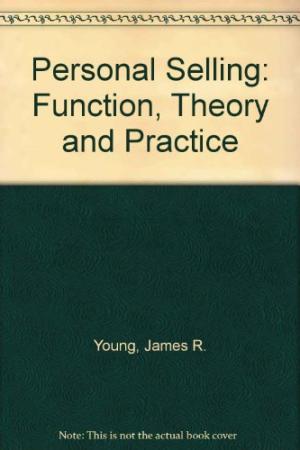 Personal Selling:
Function, Theory
and Practice
Young, James R.
Note: This is not the actual book cover